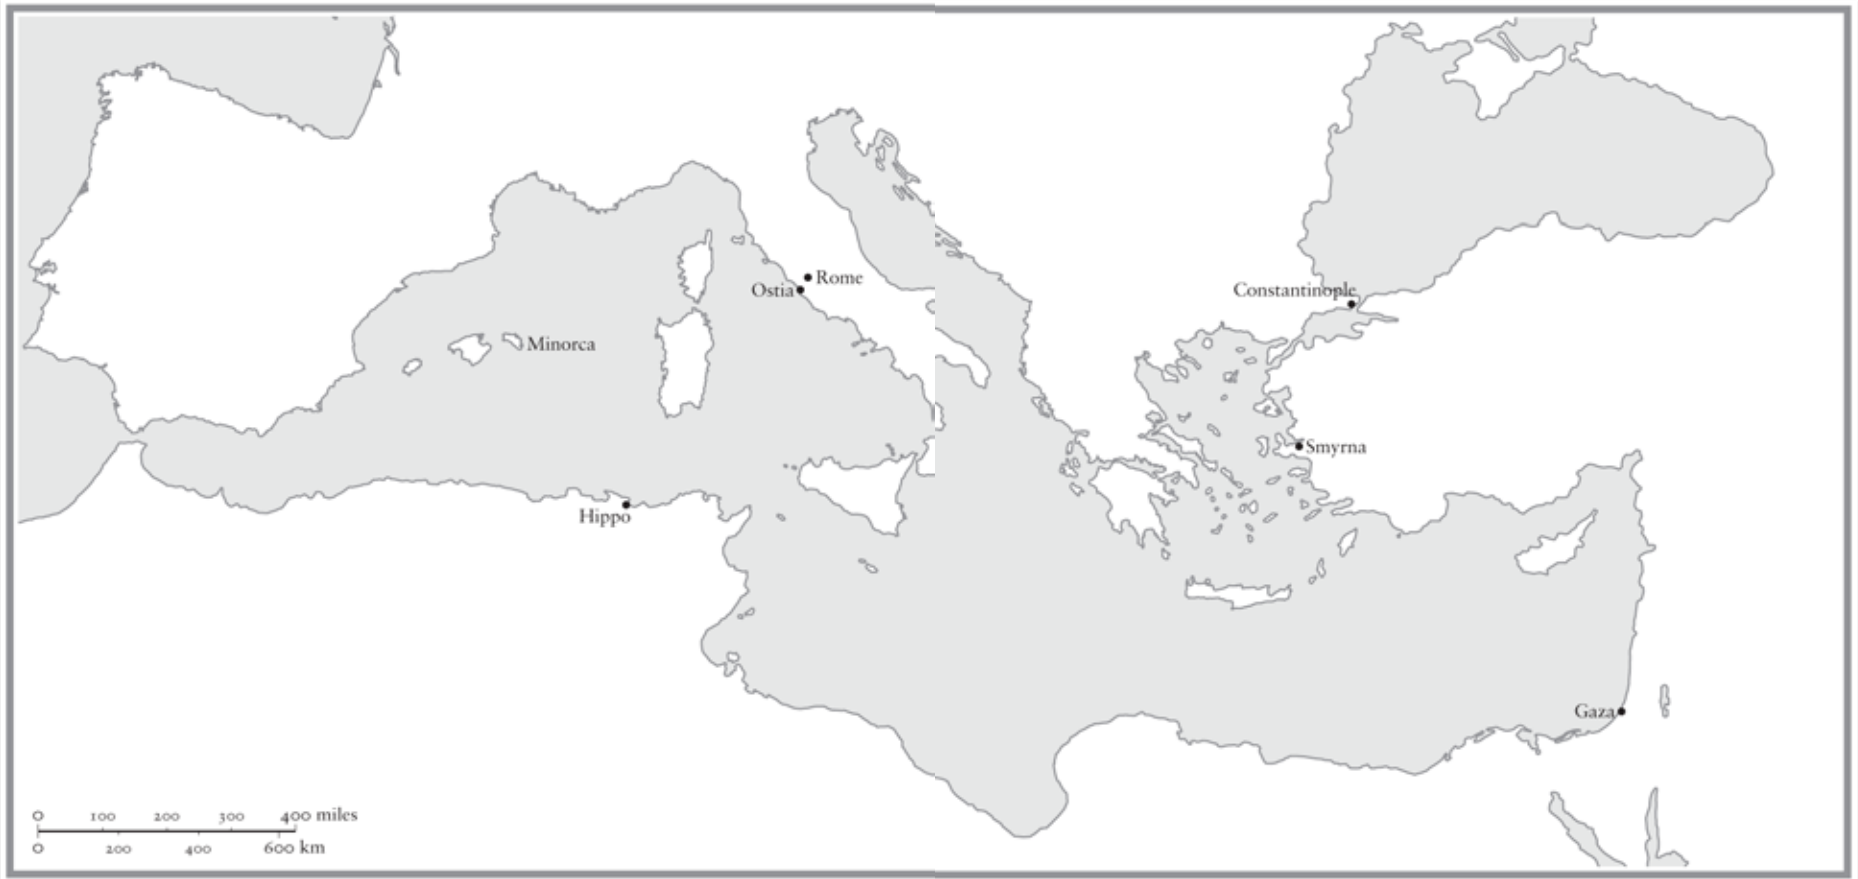 Rome
Constantinople
Ostia
Minorca
Smyrna
Hippo
Gaza
0 100 200 300 400 miles
0 200 400 600 km